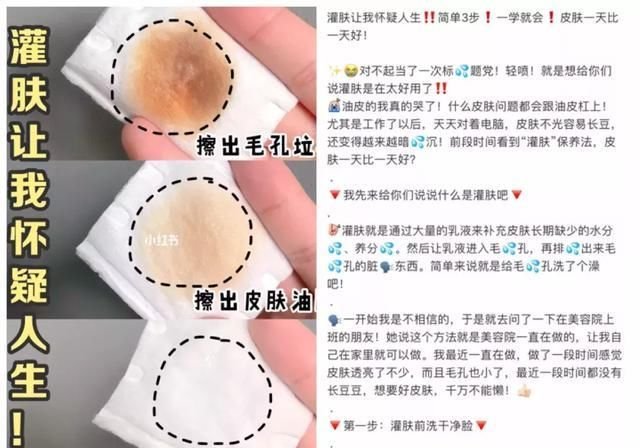 灌肤让我怀疑人生!
擦出毛孔垃
小红书
擦出皮肤油
灌肤让我怀疑人生‼️简单3步❗一学就会❗皮肤一天比
一天好！
✨😭对不起当了一次标💦题党！轻喷！就是想给你们
说灌肤是在太好用了‼️
油皮的我真的哭了！什么皮肤问题都会跟油皮杠上！
尤其是工作了以后，天天对着电脑，皮肤不光容易长豆，
还变得越来越暗💦沉！前段时间看到“灌肤”保养法，皮
肤一天比一天好？
.
🔻我先来给你们说说什么是灌肤吧🔻
.
灌肤就是通过大量的乳液来补充皮肤长期缺少的水分
💦、养分💦。然后让乳液进入毛💦孔，再排💦出来毛
💦孔的脏🗣东西。简单来说就是给毛💦孔洗了个澡
吧！
.
🗣一开始我是不相信的，于是就去问了一下在美容院上
班的朋友！她说这个方法就是美容院一直在做的，让我自
己在家里就可以做。我最近一直在做，做了一段时间感觉
皮肤透亮了不少，而且毛孔也小了，最近一段时间都没有
长豆豆，想要好皮肤，千万不能懒！👍🏻
.
🔻第一步：灌肤前洗干净脸🔻